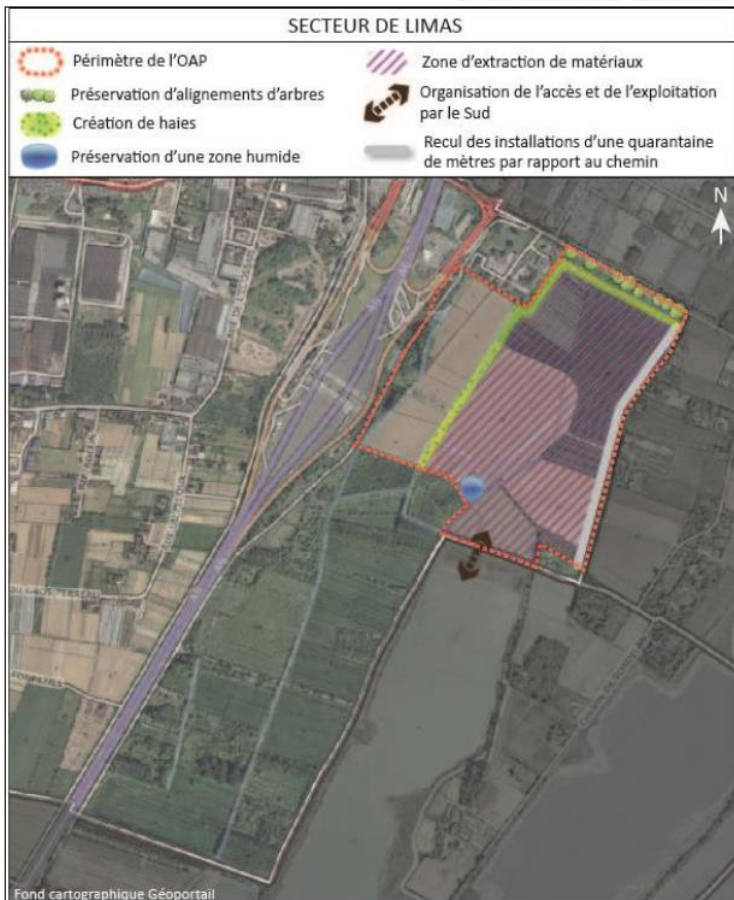 SECTEUR DE LIMAS
Périmètre de l'OAP
Préservation d'alignements d'arbres
Création de haies
Préservation d'une zone humide
Zone d'extraction de matériaux
Organisation de l'accès et de l'exploitation
par le Sud
Recul des installations d'une quarantaine
de mètres par rapport au chemin
N
Fond cartographique Géoportail